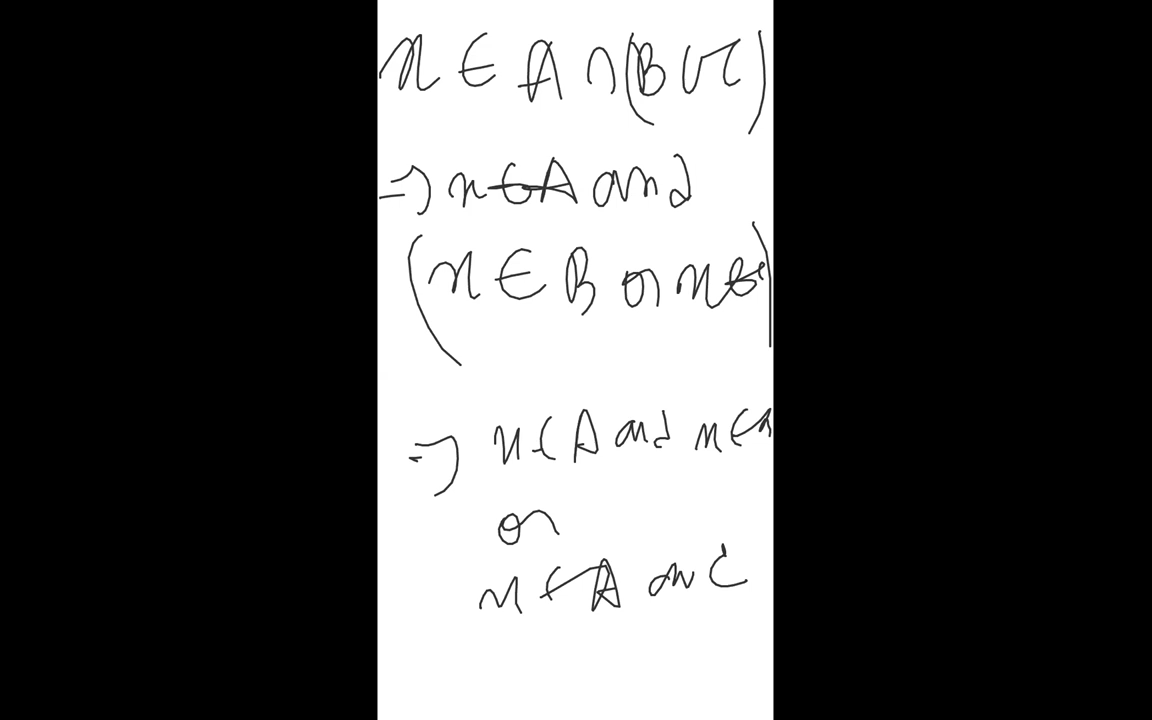 x ∈ A ∩ (B ∪ C)
⇒ x ∈ A and
(x ∈ B or x ∈ C)
⇒ x ∈ A and x ∈ B
or
x ∈ A and C